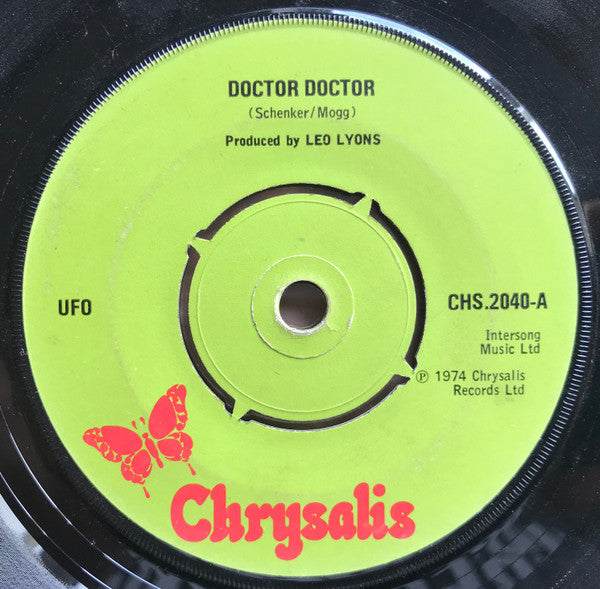 DOCTOR DOCTOR
(Schenker/Mogg)
Produced by LEO LYONS
UFO
CHS.2040-A
Intersong
Music Ltd
℗ 1974 Chrysalis
Records Ltd
Chrysalis